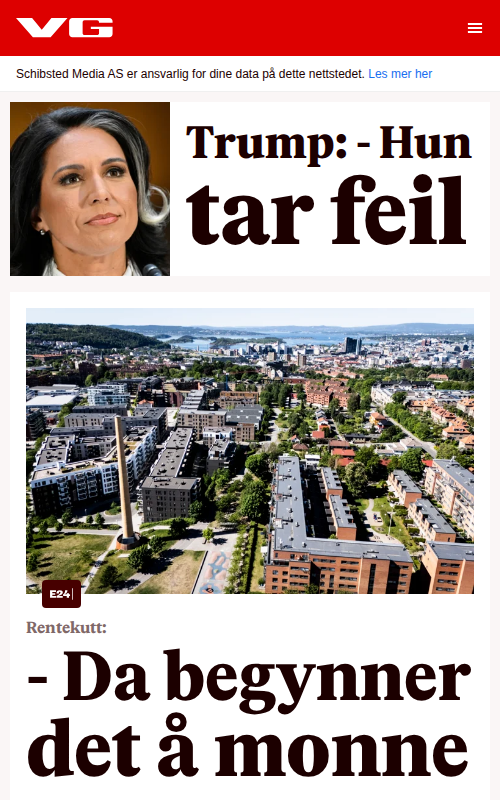 VG
Schibsted Media AS er ansvarlig for dine data på dette nettstedet. Les mer her
Trump: - Hun
tar feil
E24
Rentekutt:
- Da begynner
det å monne